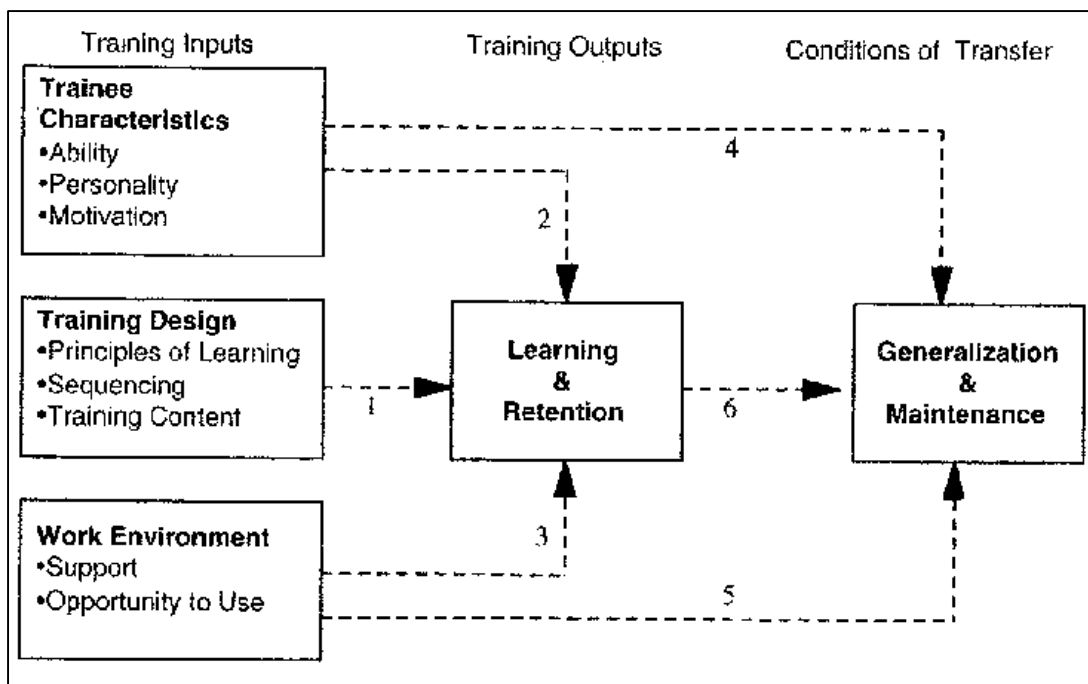 Training Inputs
Training Outputs
Conditions of Transfer
Trainee
Characteristics
•Ability
•Personality
•Motivation
4
2
Training Design
•Principles of Learning
•Sequencing
•Training Content
1
Learning
&
Retention
6
Generalization
&
Maintenance
Work Environment
•Support
•Opportunity to Use
3
5